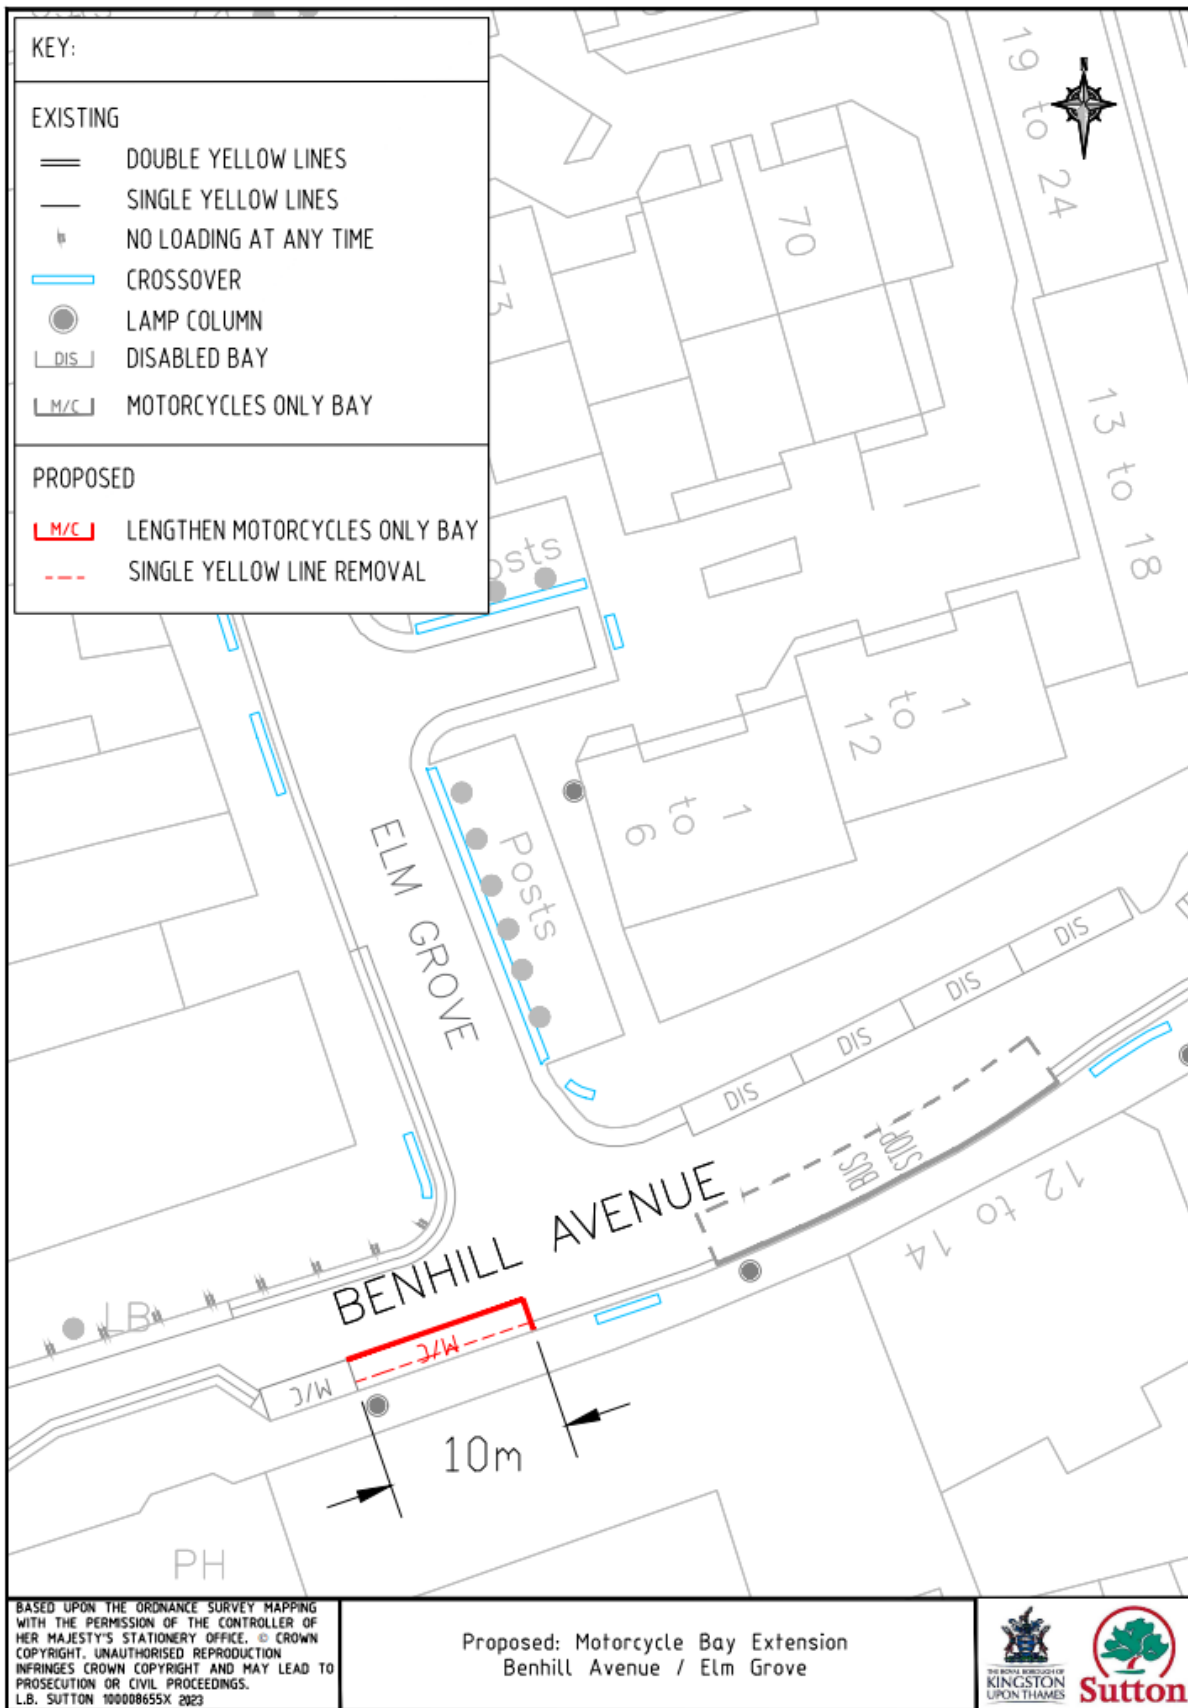 KEY:
EXISTING
DOUBLE YELLOW LINES
SINGLE YELLOW LINES
NO LOADING AT ANY TIME
CROSSOVER
LAMP COLUMN
DIS DISABLED BAY
M/C MOTORCYCLES ONLY BAY
PROPOSED
M/C LENGTHEN MOTORCYCLES ONLY BAY
SINGLE YELLOW LINE REMOVAL
N
19 to 24
70
73
13 to 18
Posts
1 to 12
1 to 6
Posts
ELM GROVE
DIS
DIS
DIS
DIS
BUS STOP
12 to 14
BENHILL AVENUE
LB
M/C
M/C
10m
PH
BASED UPON THE ORDNANCE SURVEY MAPPING
WITH THE PERMISSION OF THE CONTROLLER OF
HER MAJESTY'S STATIONERY OFFICE. © CROWN
COPYRIGHT. UNAUTHORISED REPRODUCTION
INFRINGES CROWN COPYRIGHT AND MAY LEAD TO
PROSECUTION OR CIVIL PROCEEDINGS.
L.B. SUTTON 100008655X 2023
Proposed: Motorcycle Bay Extension
Benhill Avenue / Elm Grove
THE ROYAL BOROUGH OF
KINGSTON
UPON THAMES
Sutton